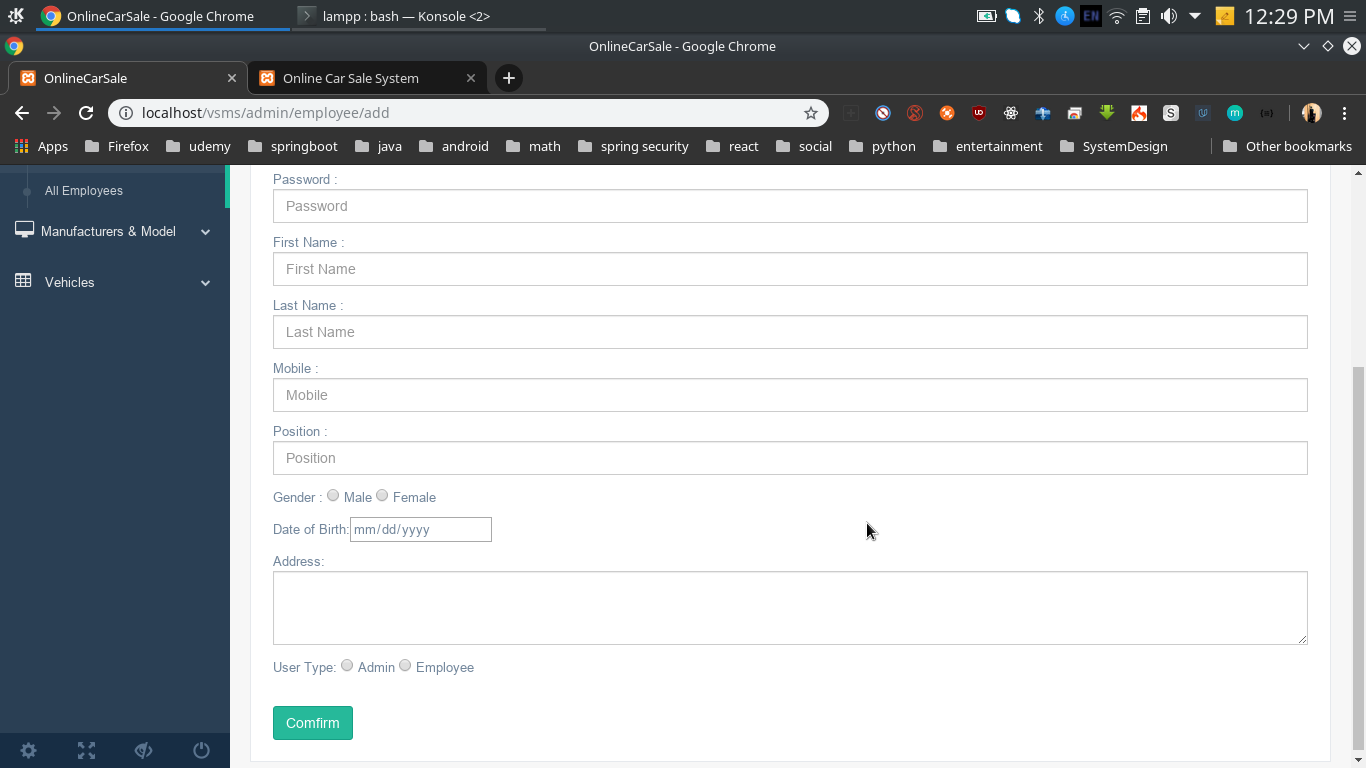 OnlineCarSale - Google Chrome
lampp : bash — Konsole <2>
EN
12:29 PM
OnlineCarSale - Google Chrome
OnlineCarSale
Online Car Sale System
localhost/vsms/admin/employee/add
Apps
Firefox
udemy
springboot
java
android
math
spring security
react
social
python
entertainment
SystemDesign
Other bookmarks
All Employees
Manufacturers & Model
Vehicles
Password :
Password
First Name :
First Name
Last Name :
Last Name
Mobile :
Mobile
Position :
Position
Gender : Male Female
Date of Birth: mm/dd/yyyy
Address:
User Type: Admin Employee
Comfirm